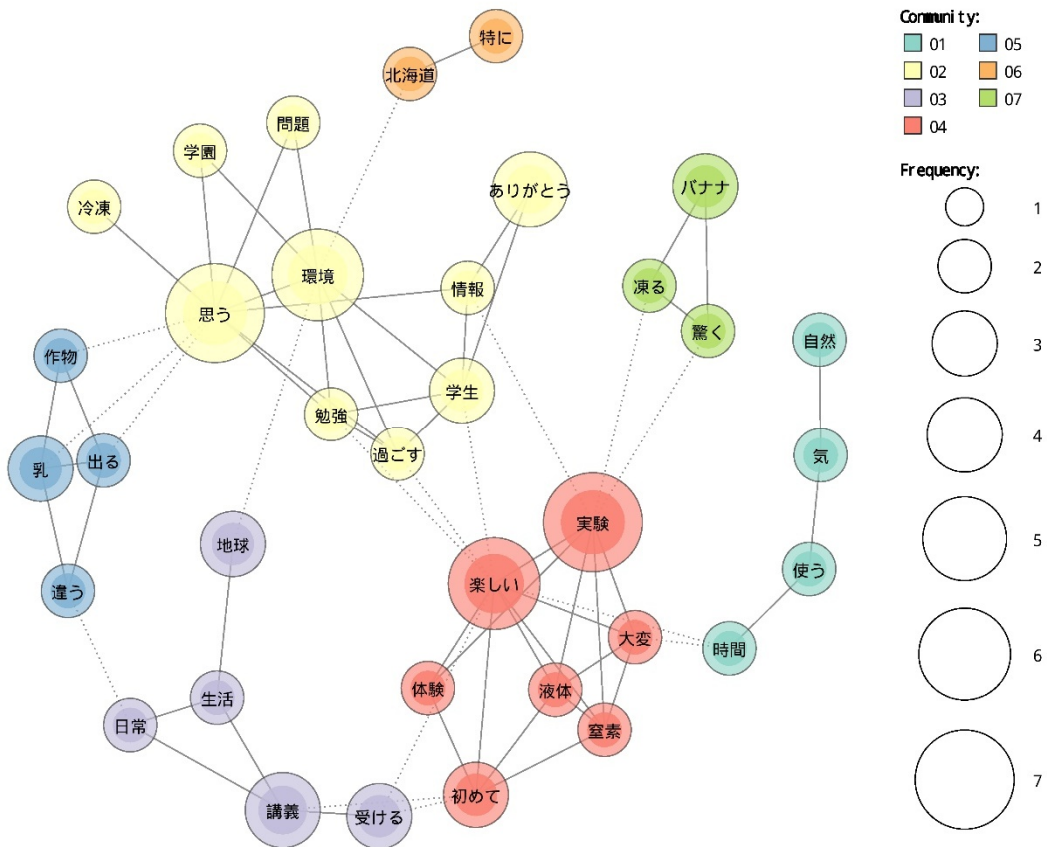 特に
北海道
問題
学園
冷凍
ありがとう
バナナ
環境
情報
凍る
思う
驚く
自然
作物
学生
勉強
過ごす
気
乳
出る
実験
地球
使う
楽しい
違う
大変
時間
体験
液体
生活
日常
窒素
初めて
講義
受ける
Community:
01
02
03
04
05
06
07
Frequency:
1
2
3
4
5
6
7